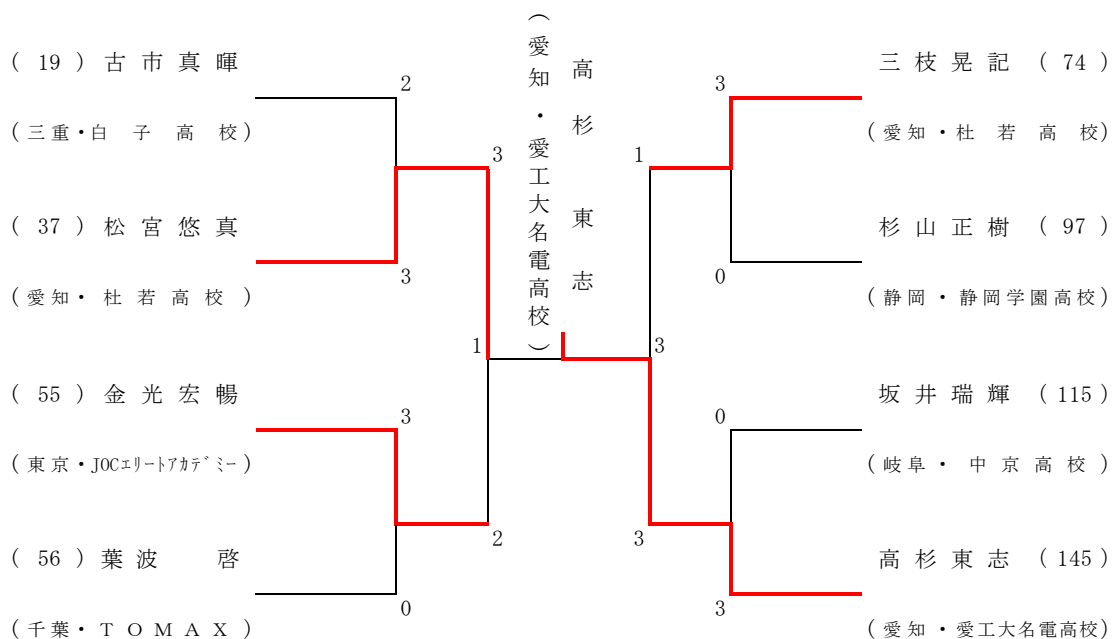 (19) 古市真暉
2
(三重・白子高校)
3
(37) 松宮悠真
3
(愛知・杜若高校)
1
(55) 金光宏暢
3
(東京・JOCエリートアカデミー)
2
(56) 葉波 啓
0
(千葉・TOMAX)
高杉東志
(愛知・愛工大名電高校)
三枝晃記 (74)
3
(愛知・杜若高校)
1
杉山正樹 (97)
0
(静岡・静岡学園高校)
3
坂井瑞輝 (115)
0
(岐阜・中京高校)
3
高杉東志 (145)
3
(愛知・愛工大名電高校)